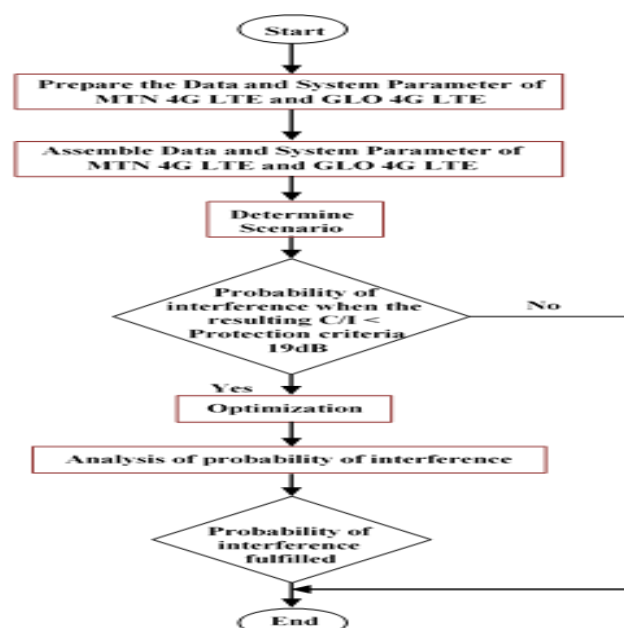 Start
Prepare the Data and System Parameter of
MTN 4G LTE and GLO 4G LTE
Assemble Data and System Parameter of
MTN 4G LTE and GLO 4G LTE
Determine
Scenario
Probability of
interference when the
resulting C/I <
Protection criteria
19dB
No
Yes
Optimization
Analysis of probability of interference
Probability of
interference
fulfilled
End